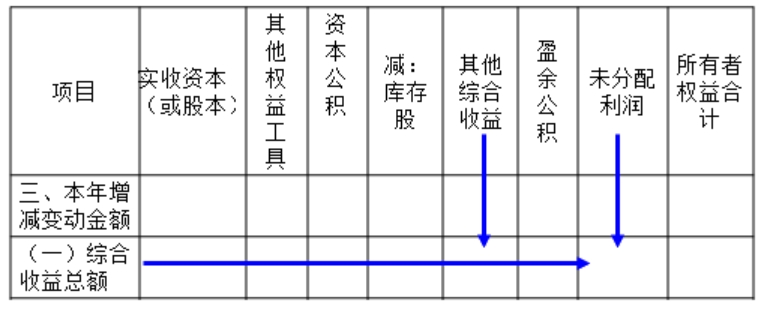 项目
实收资本
（或股本）
其他权益工具
资本公积
减：
库存
股
其他
综合
收益
盈余公积
未分配
利润
所有者
权益合
计
三、本年增
减变动金额
（一）综合
收益总额